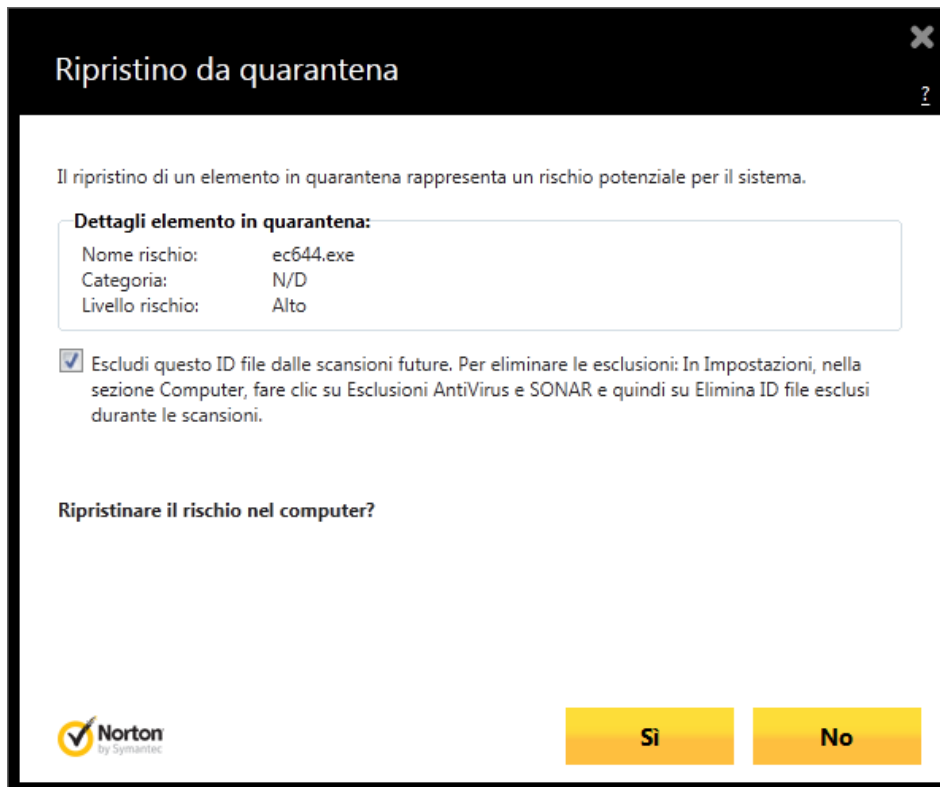 Ripristino da quarantena
?
Il ripristino di un elemento in quarantena rappresenta un rischio potenziale per il sistema.
Dettagli elemento in quarantena:
Nome rischio: ec644.exe
Categoria: N/D
Livello rischio: Alto
Escludi questo ID file dalle scansioni future. Per eliminare le esclusioni: In Impostazioni, nella
sezione Computer, fare clic su Esclusioni AntiVirus e SONAR e quindi su Elimina ID file esclusi
durante le scansioni.
Ripristinare il rischio nel computer?
Norton
by Symantec
Sì
No